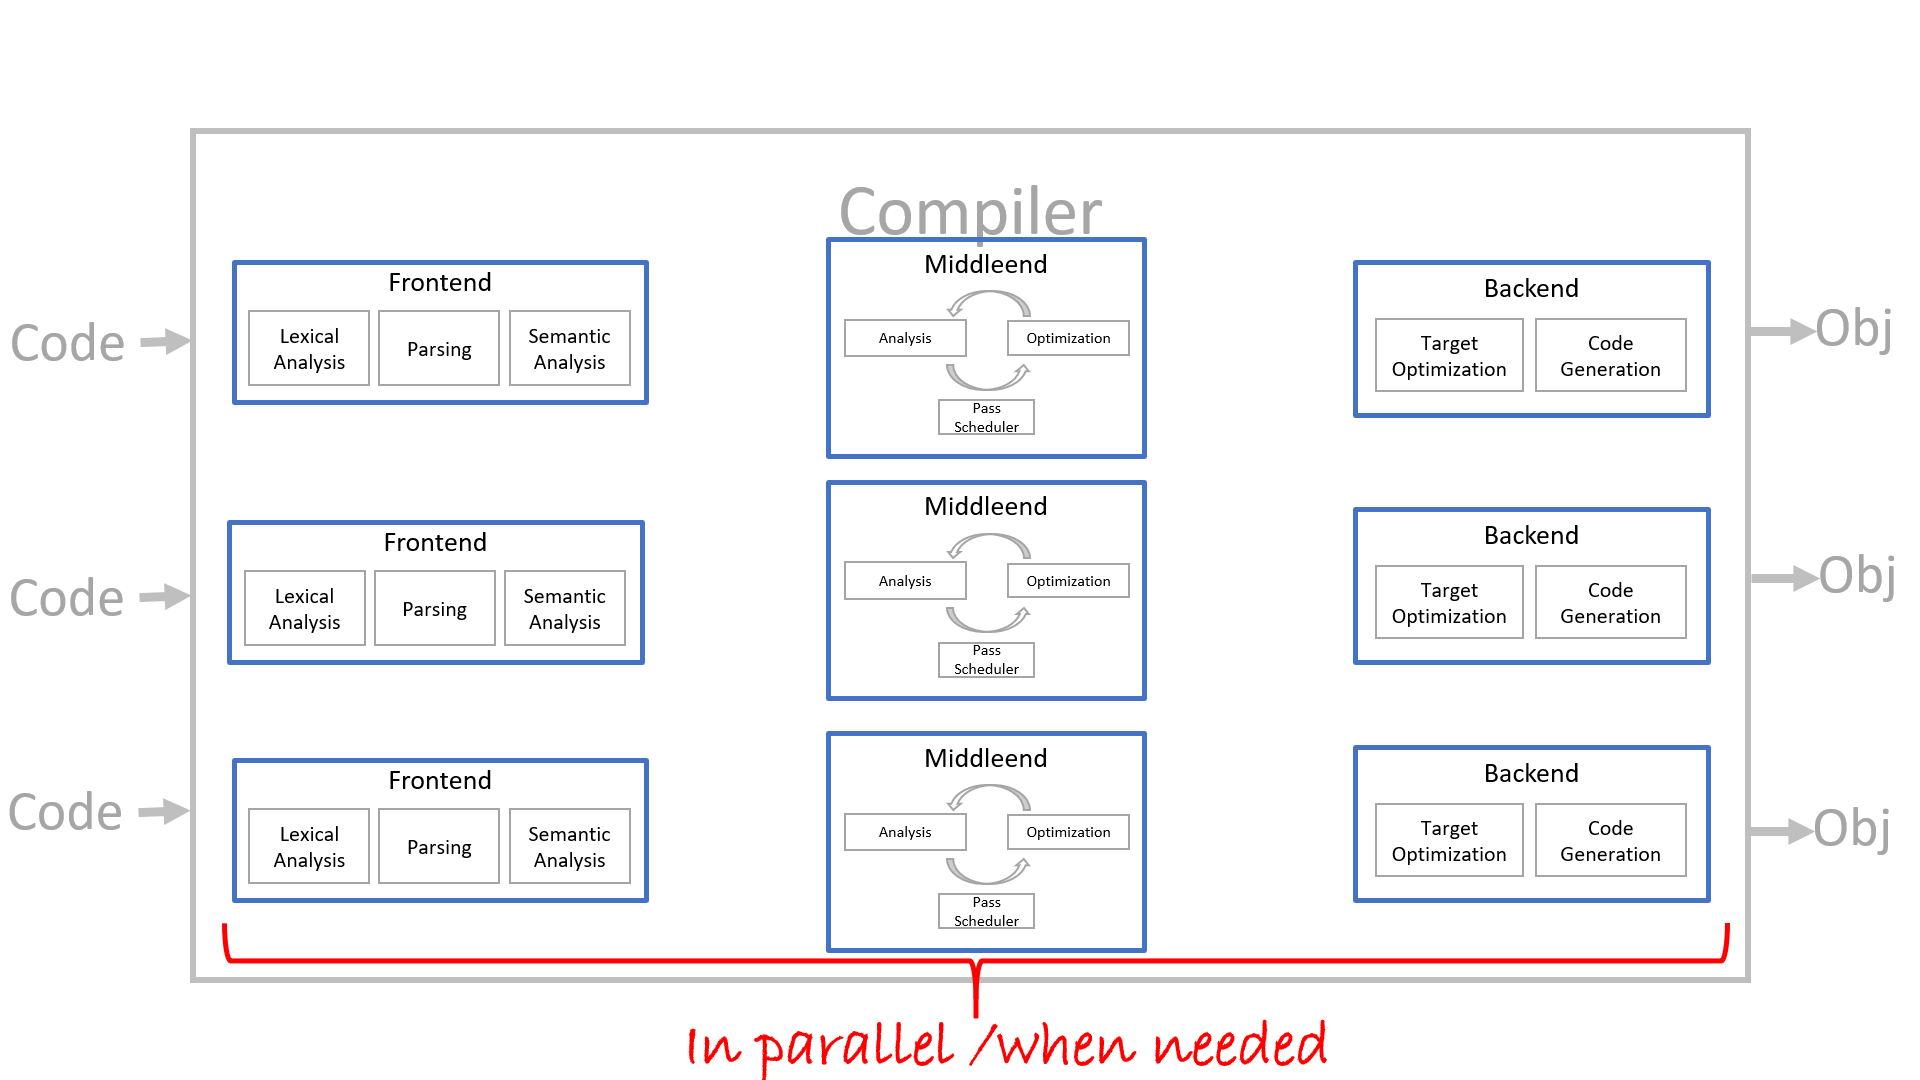 Compiler
Code
Frontend
Lexical
Analysis
Parsing
Semantic
Analysis
Middleend
Analysis
Optimization
Pass
Scheduler
Backend
Target
Optimization
Code
Generation
Obj
Code
Frontend
Lexical
Analysis
Parsing
Semantic
Analysis
Middleend
Analysis
Optimization
Pass
Scheduler
Backend
Target
Optimization
Code
Generation
Obj
Code
Frontend
Lexical
Analysis
Parsing
Semantic
Analysis
Middleend
Analysis
Optimization
Pass
Scheduler
Backend
Target
Optimization
Code
Generation
Obj
In parallel /when needed